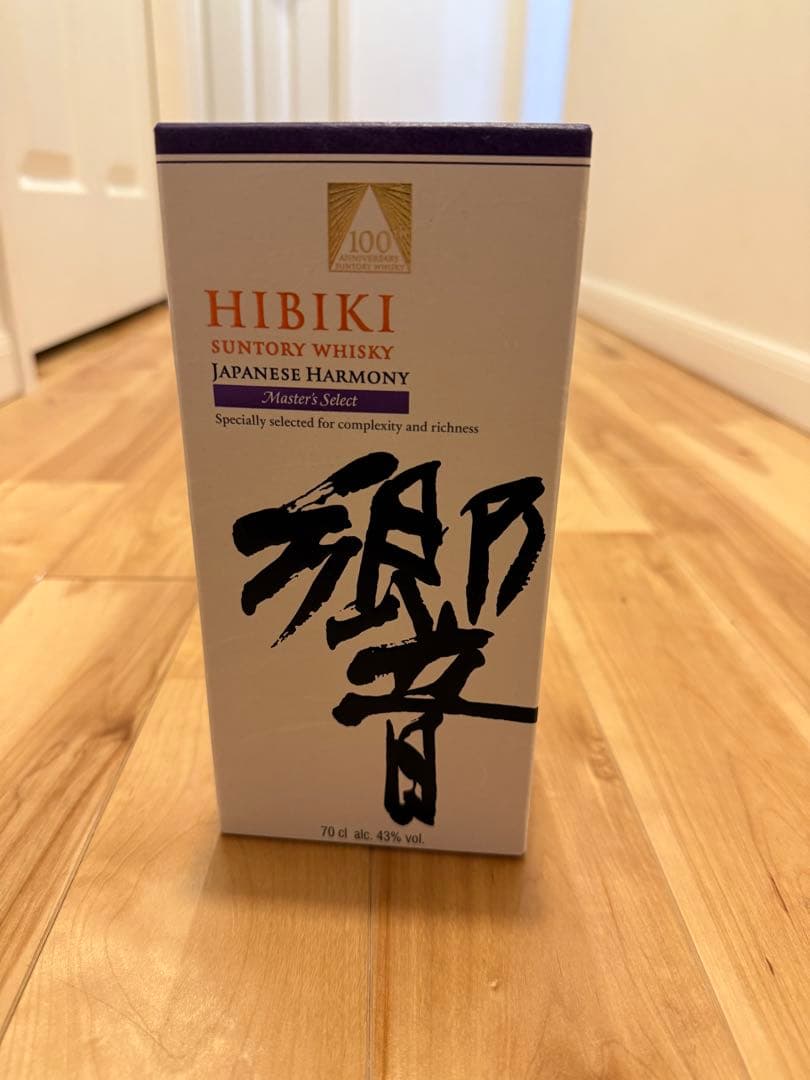 100
ANNIVERSARY
SUNTORY WHISKY
HIBIKI
SUNTORY WHISKY
JAPANESE HARMONY
Master's Select
Specially selected for complexity and richness
響
70 cl alc. 43% vol.